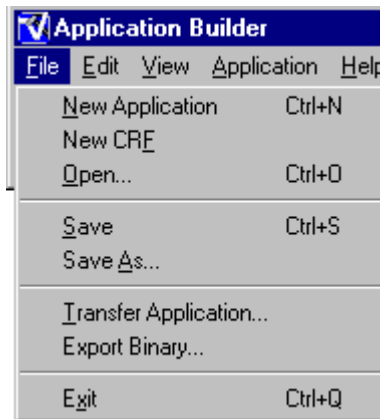 Application Builder
File Edit View Application Help
New Application Ctrl+N
New CRF
Open... Ctrl+O
Save Ctrl+S
Save As...
Transfer Application...
Export Binary...
Exit Ctrl+Q